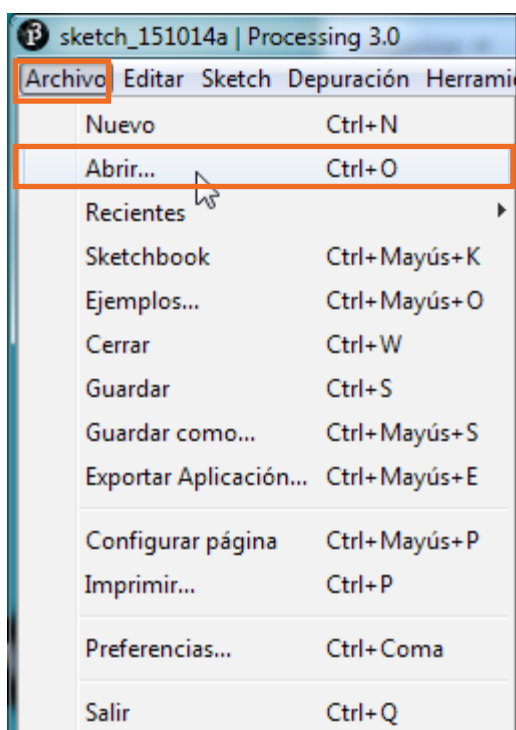 sketch_151014a | Processing 3.0
Archivo Editar Sketch Depuración Herrami
Nuevo Ctrl+N
Abrir... Ctrl+O
Recientes
Sketchbook Ctrl+Mayús+K
Ejemplos... Ctrl+Mayús+O
Cerrar Ctrl+W
Guardar Ctrl+S
Guardar como... Ctrl+Mayús+S
Exportar Aplicación... Ctrl+Mayús+E
Configurar página Ctrl+Mayús+P
Imprimir... Ctrl+P
Preferencias... Ctrl+Coma
Salir Ctrl+Q